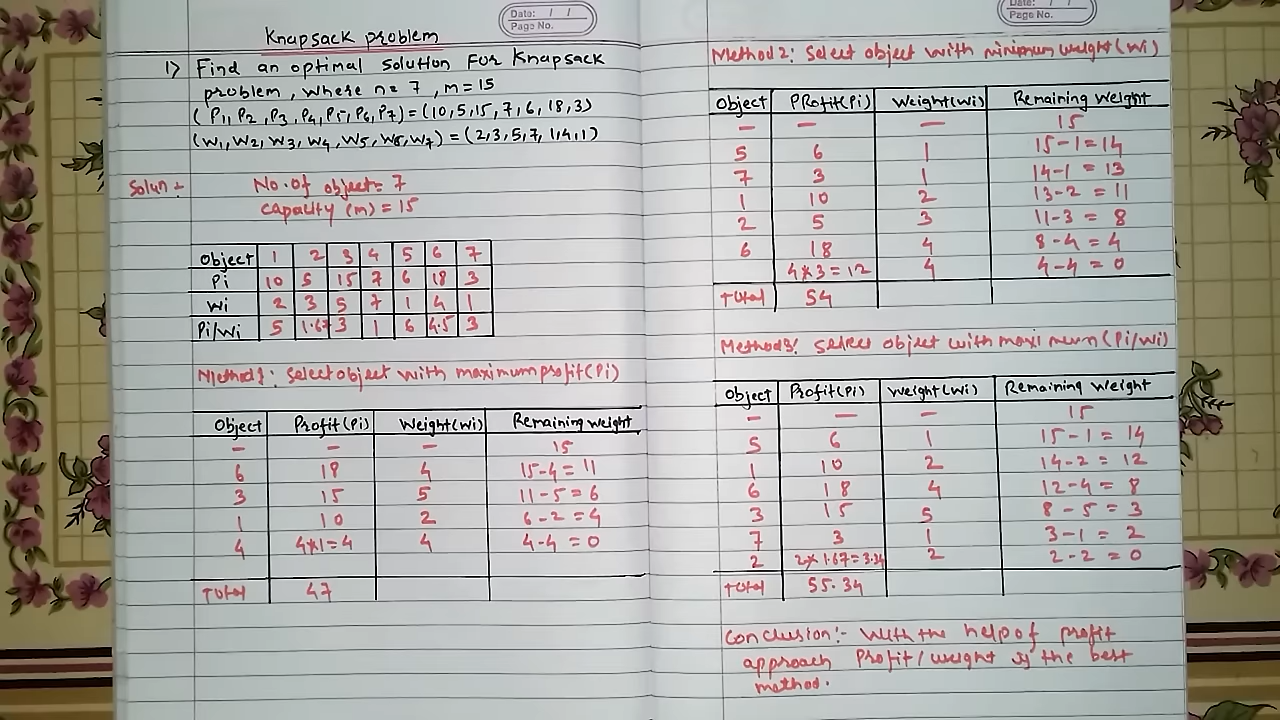 Date: / /
Page No.
Knapsack problem
1) Find an optimal solution For Knapsack
problem, where n=7, m=15
(P1, P2, P3, P4, P5, P6, P7) = (10,5,15,7,6,18,3)
(W1, W2, W3, W4, W5, W6, W7) = (2,3,5,7,1,4,1)
Solun:-
No. of object= 7
capacity (m) = 15
Object 1 2 3 4 5 6 7
Pi 10 5 15 7 6 18 3
Wi 2 3 5 7 1 4 1
Pi/Wi 5 1.67 3 1 6 4.5 3
Method1: Select object with maximum profit(Pi)
Object Profit(Pi) Weight(Wi) Remaining Weight
– – – 15
6 18 4 15-4=11
3 15 5 11-5=6
1 10 2 6-2=4
4 4*1=4 4 4-4=0
Total 47
Date: / /
Page No.
Method 2: Select object with minimum weight(Wi)
Object PRofit(Pi) Weight(Wi) Remaining Weight
– – – 15
5 6 1 15-1=14
7 3 1 14-1=13
1 10 2 13-2=11
2 5 3 11-3=8
6 18 4 8-4=4
4*3=12 4 4-4=0
Total 54
Method3: Select object with maximum (Pi/Wi)
Object Profit(Pi) Weight(Wi) Remaining Weight
– – – 15
5 6 1 15-1=14
1 10 2 14-2=12
6 18 4 12-4=8
3 15 5 8-5=3
7 3 1 3-1=2
2 2*1.67=3.34 2 2-2=0
Total 55.34
Conclusion:- With the help of profit
approach Profit/weight is the best
method.